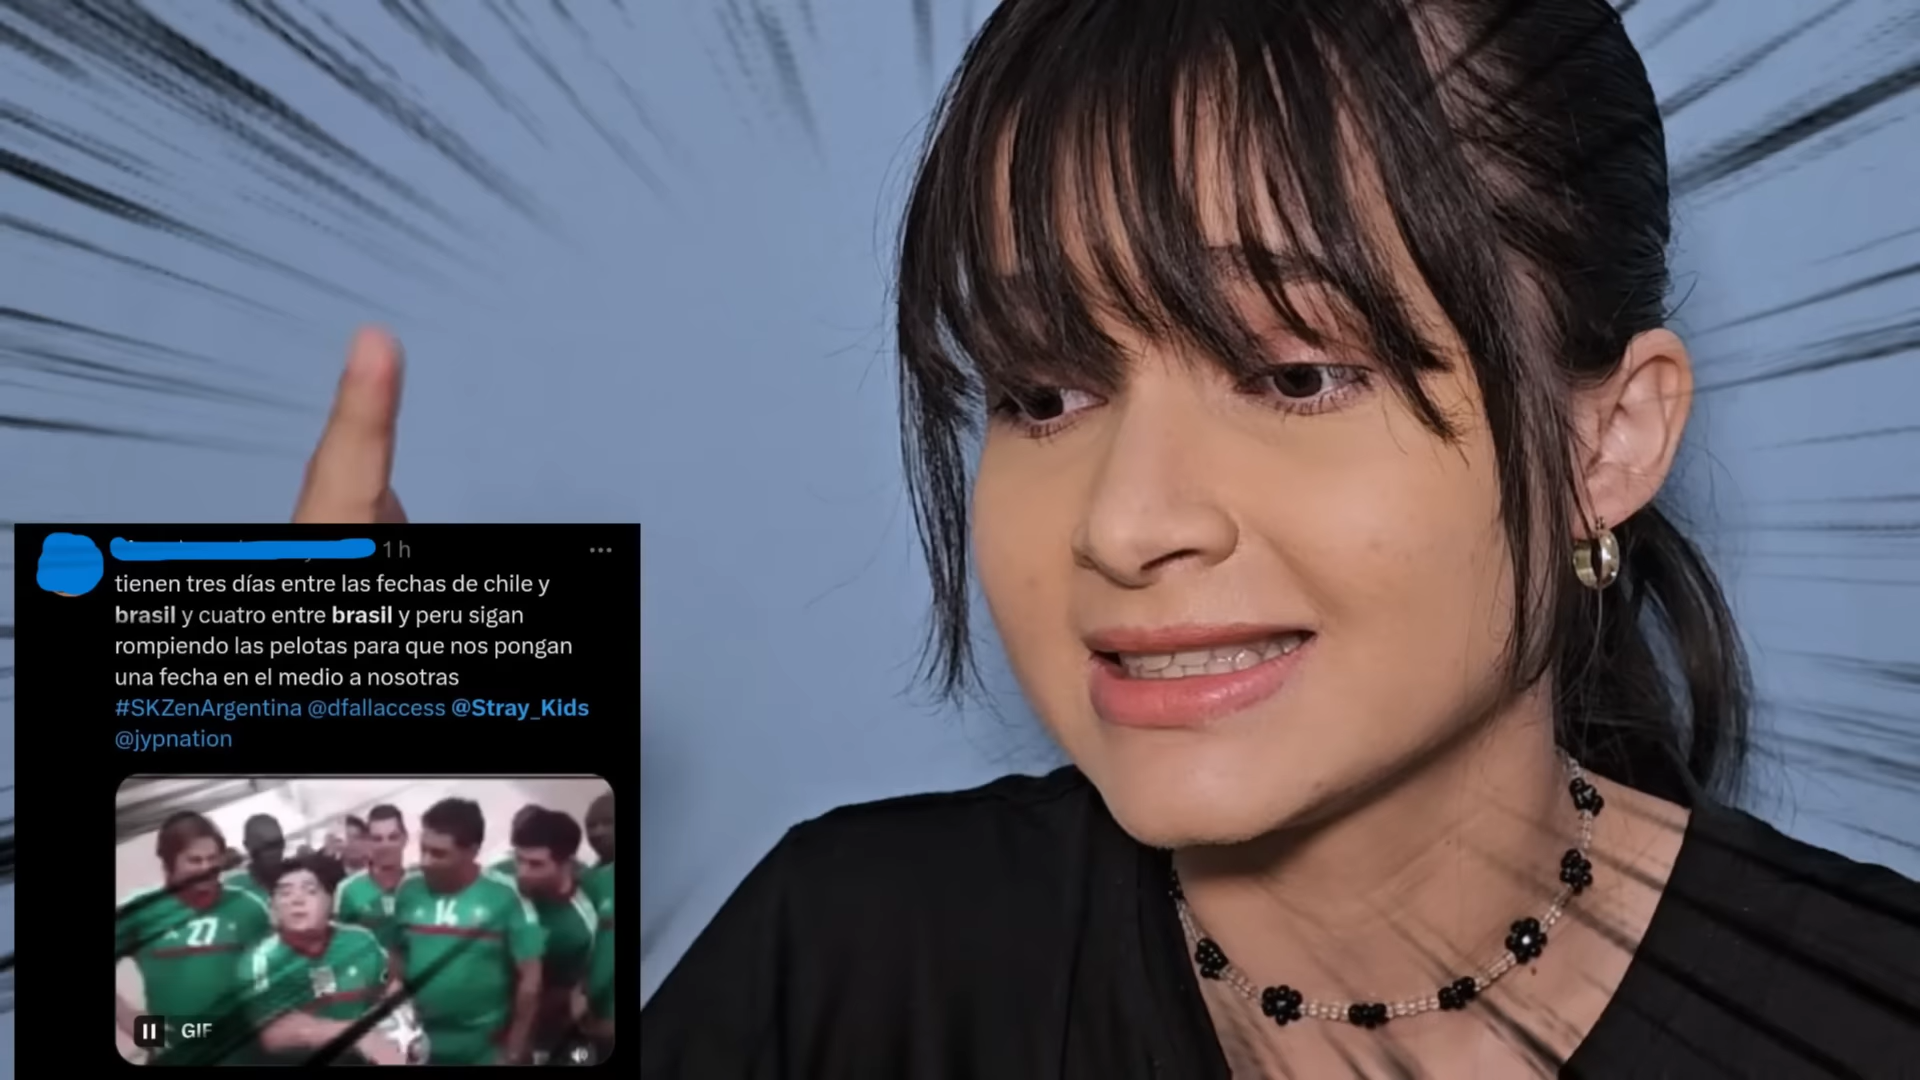 1 h
tienen tres días entre las fechas de chile y
brasil y cuatro entre brasil y peru sigan
rompiendo las pelotas para que nos pongan
una fecha en el medio a nosotras
#SKZenArgentina @dfallaccess @Stray_Kids
@jypnation
27
14
GIF